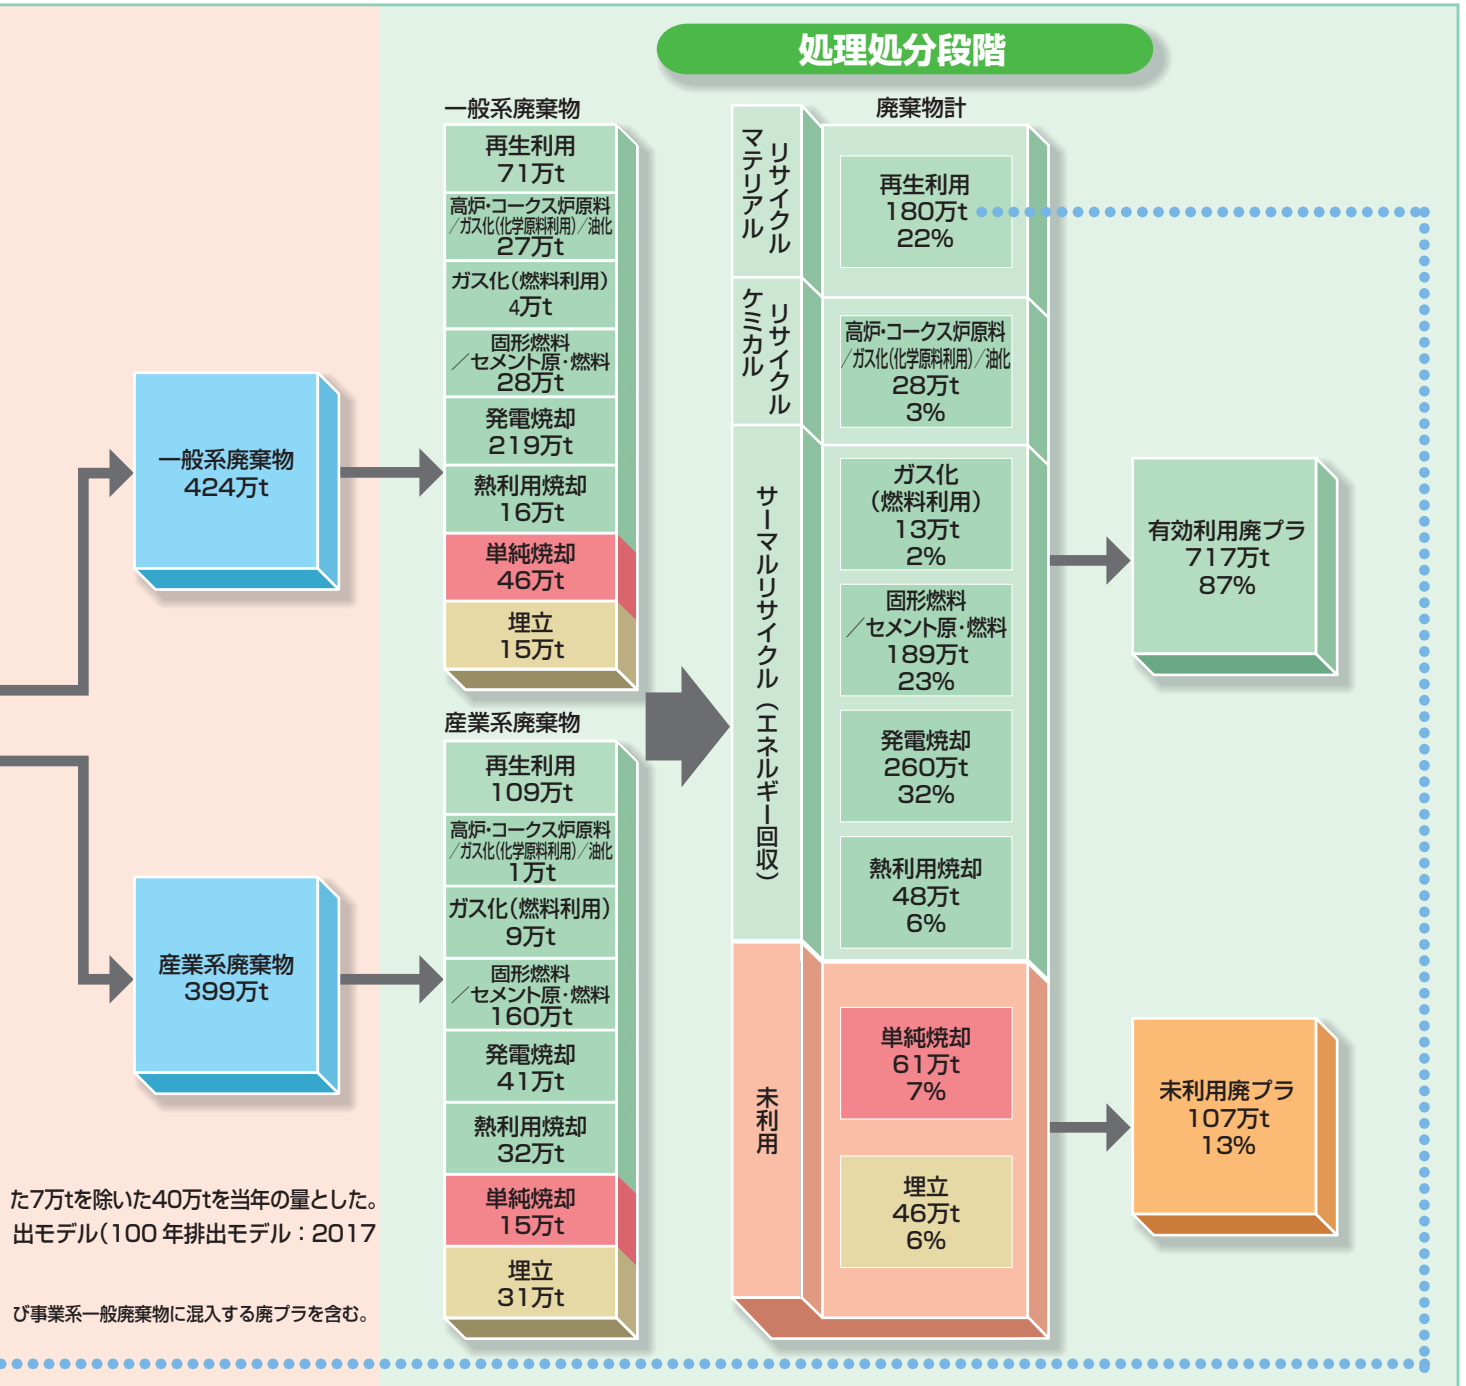 処理処分段階
一般系廃棄物
424万t
産業系廃棄物
399万t
た7万tを除いた40万tを当年の量とした。
出モデル(100 年排出モデル：2017
び事業系一般廃棄物に混入する廃プラを含む。
一般系廃棄物
再生利用
71万t
高炉・コークス炉原料
／ガス化(化学原料利用)／油化
27万t
ガス化(燃料利用)
4万t
固形燃料
／セメント原・燃料
28万t
発電焼却
219万t
熱利用焼却
16万t
単純焼却
46万t
埋立
15万t
産業系廃棄物
再生利用
109万t
高炉・コークス炉原料
／ガス化(化学原料利用)／油化
1万t
ガス化(燃料利用)
9万t
固形燃料
／セメント原・燃料
160万t
発電焼却
41万t
熱利用焼却
32万t
単純焼却
15万t
埋立
31万t
廃棄物計
マテリアル
リサイクル
再生利用
180万t
22%
ケミカル
リサイクル
高炉・コークス炉原料
／ガス化(化学原料利用)／油化
28万t
3%
サーマルリサイクル（エネルギー回収）
ガス化
(燃料利用)
13万t
2%
固形燃料
／セメント原・燃料
189万t
23%
発電焼却
260万t
32%
熱利用焼却
48万t
6%
未利用
単純焼却
61万t
7%
埋立
46万t
6%
有効利用廃プラ
717万t
87%
未利用廃プラ
107万t
13%